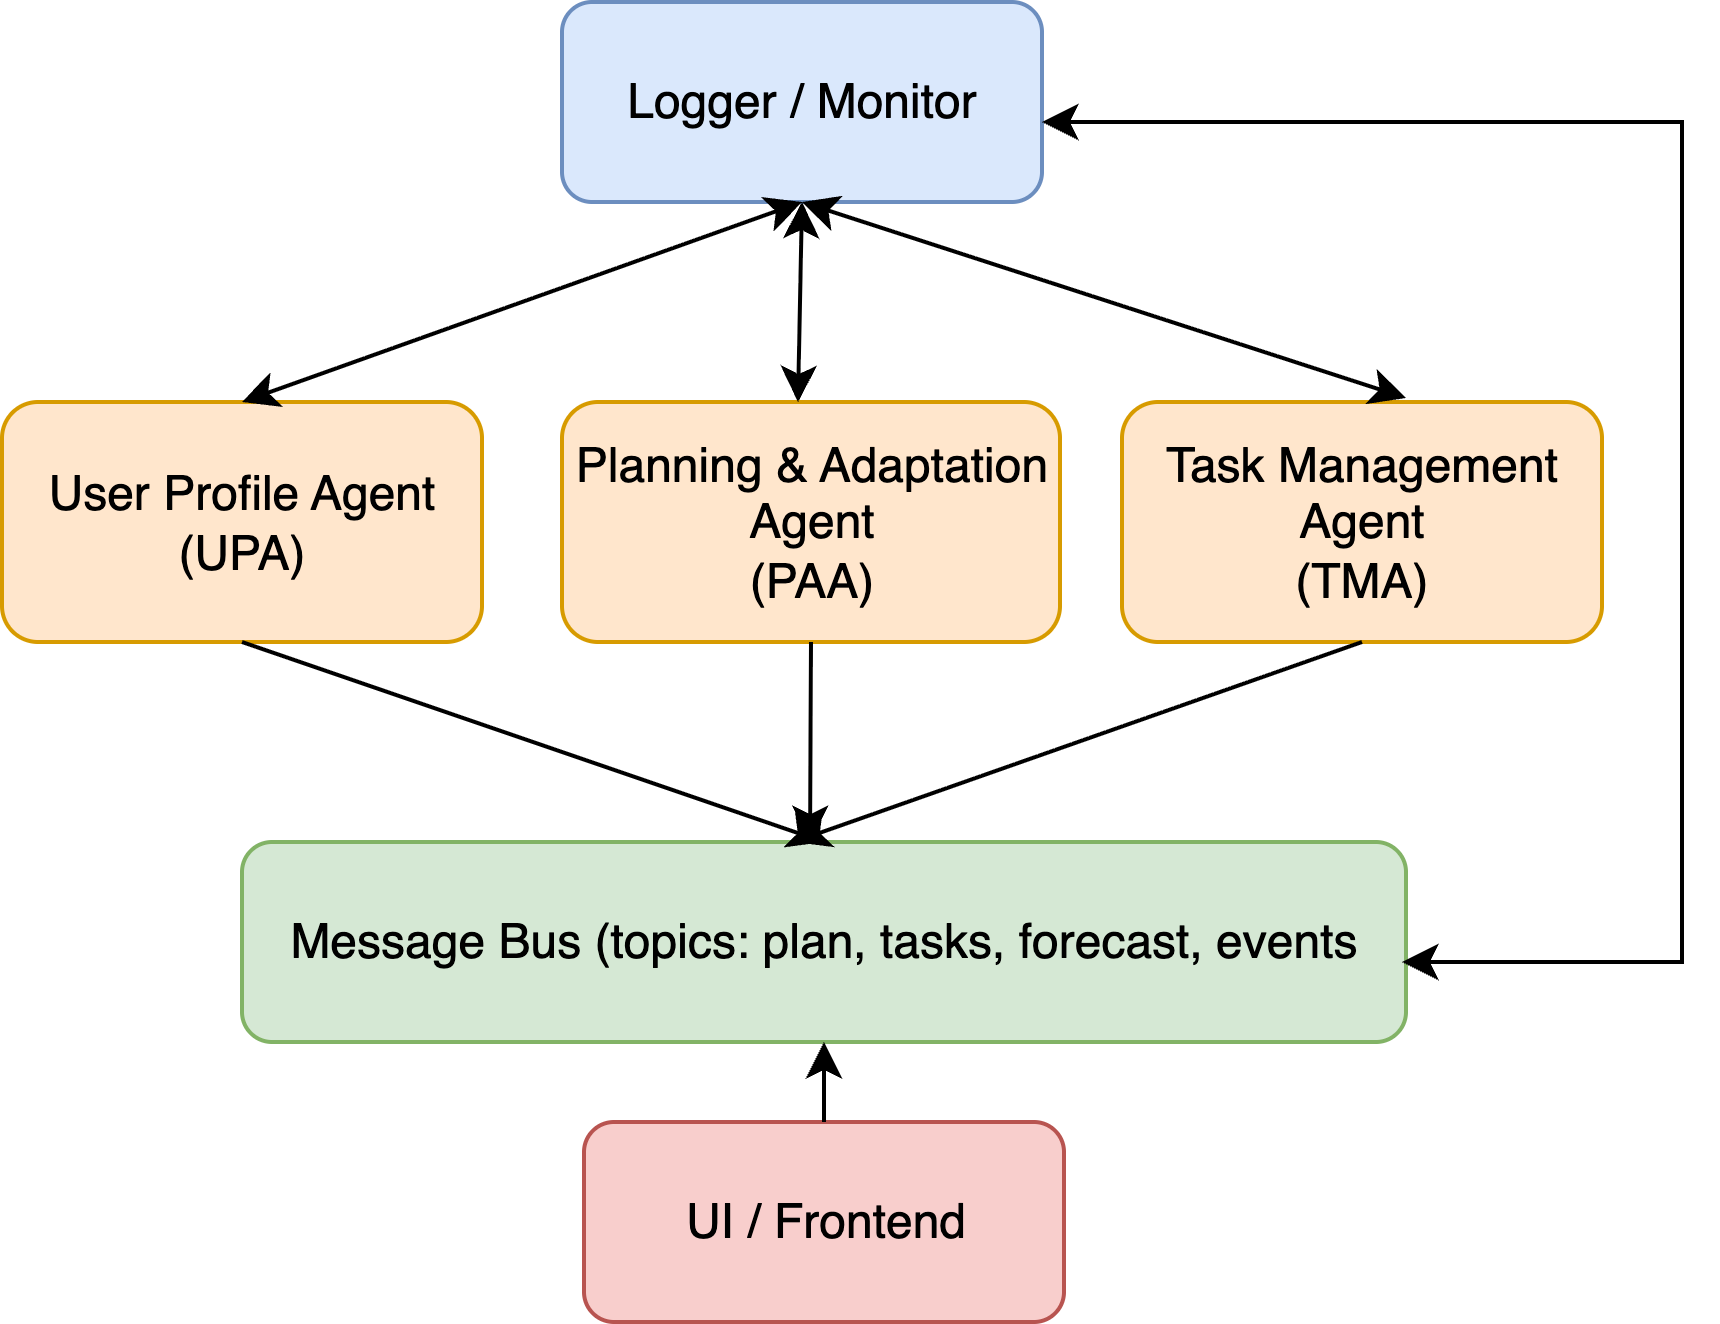 Logger / Monitor
User Profile Agent
(UPA)
Planning & Adaptation
Agent
(PAA)
Task Management
Agent
(TMA)
Message Bus (topics: plan, tasks, forecast, events
UI / Frontend